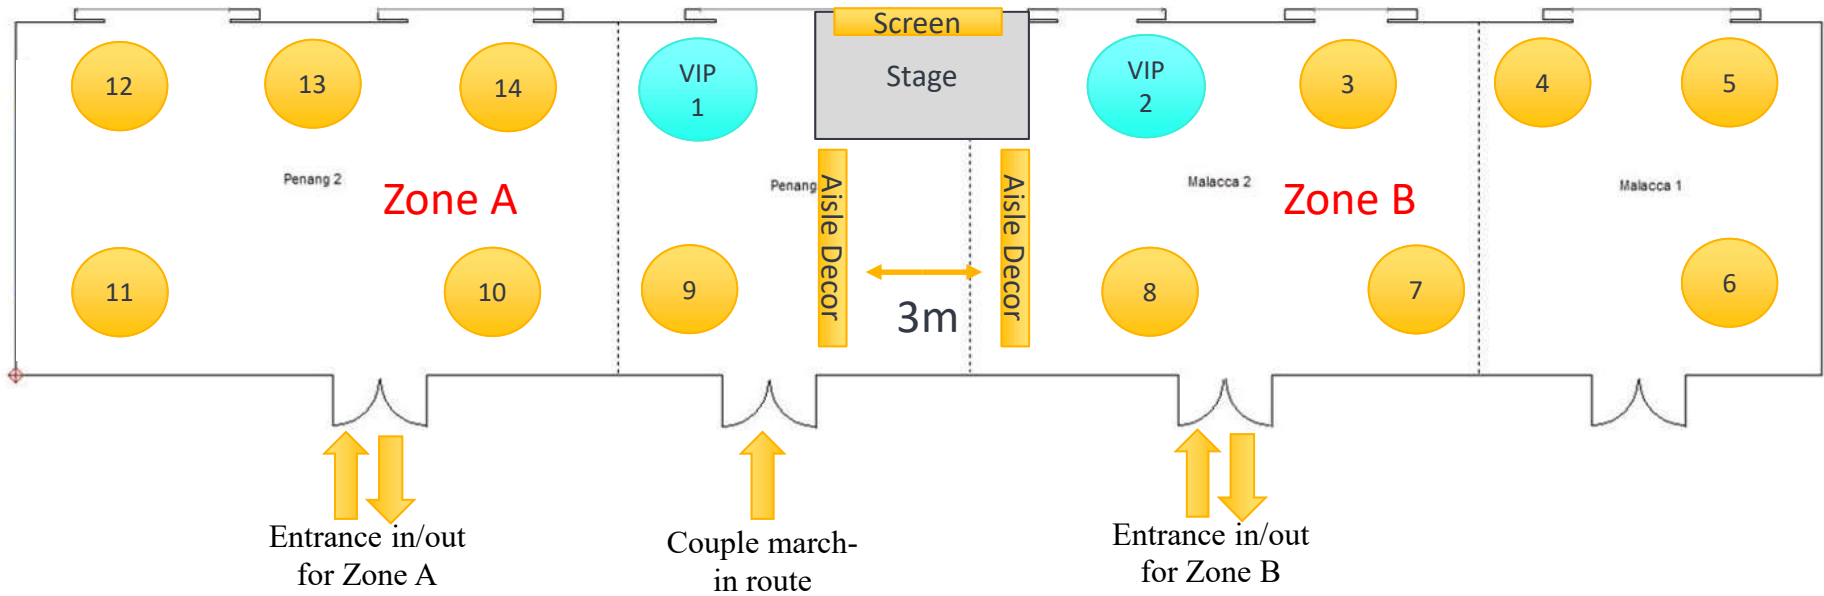 Screen
Stage
12
13
14
VIP
1
VIP
2
3
4
5
Penang 2
Zone A
Penang
Aisle Decor
Aisle Decor
Malacca 2
Zone B
Malacca 1
11
10
9
3m
8
7
6
Entrance in/out
for Zone A
Couple march-
in route
Entrance in/out
for Zone B